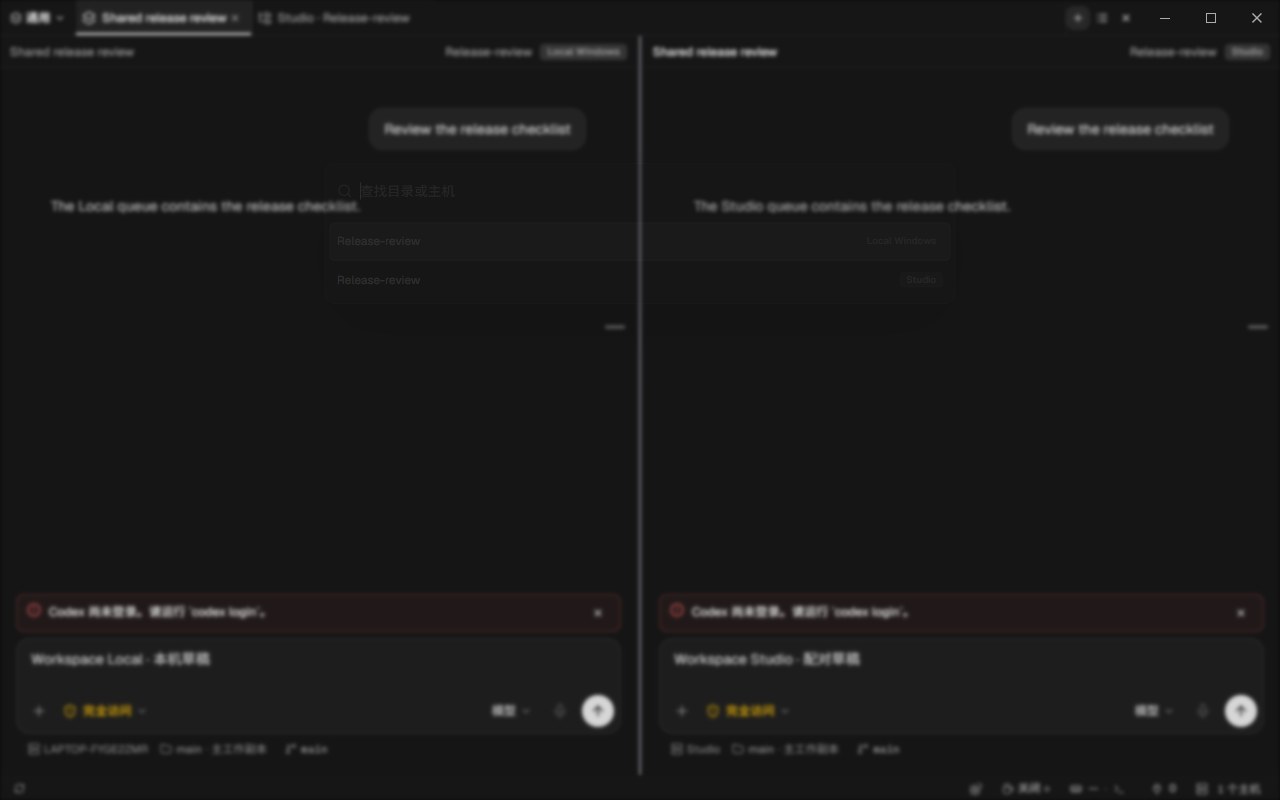 通用
Shared release review
Studio · Release-review
Shared release review
Release-review
Local Windows
Shared release review
Release-review
Studio
Review the release checklist
Review the release checklist
查找目录或主机
The Local queue contains the release checklist.
The Studio queue contains the release checklist.
Release-review
Local Windows
Release-review
Studio
Codex 尚未登录。请运行 `codex login`。
Codex 尚未登录。请运行 `codex login`。
Workspace Local · 本机草稿
Workspace Studio · 配对草稿
完全访问
模型
完全访问
模型
main · 主工作副本
main
Studio
main · 主工作副本
main
关闭
0
1 个主机